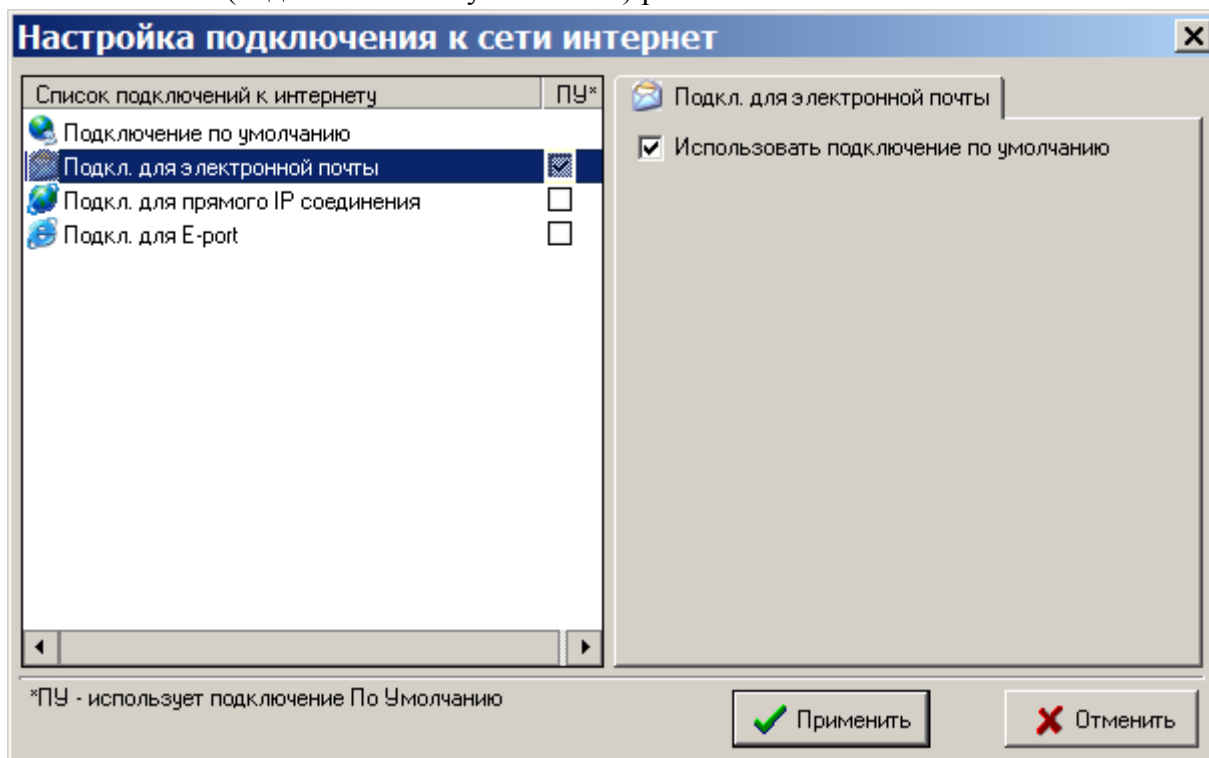 Настройка подключения к сети интернет
Список подключений к интернету ПУ*
Подключение по умолчанию
Подкл. для электронной почты
Подкл. для прямого IP соединения
Подкл. для E-port
Подкл. для электронной почты
Использовать подключение по умолчанию
*ПУ - использует подключение По Умолчанию
Применить
Отменить